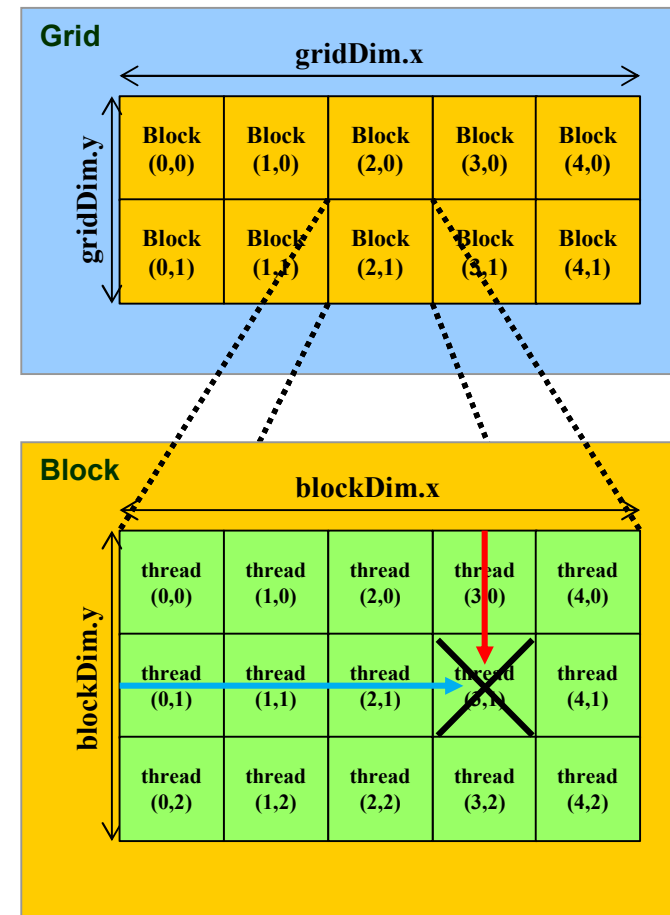 Grid
gridDim.x
gridDim.y
Block Block Block Block Block
(0,0) (1,0) (2,0) (3,0) (4,0)
Block Block Block Block Block
(0,1) (1,1) (2,1) (3,1) (4,1)
Block
blockDim.x
blockDim.y
thread thread thread thread thread
(0,0) (1,0) (2,0) (3,0) (4,0)
thread thread thread thread thread
(0,1) (1,1) (2,1) (3,1) (4,1)
thread thread thread thread thread
(0,2) (1,2) (2,2) (3,2) (4,2)